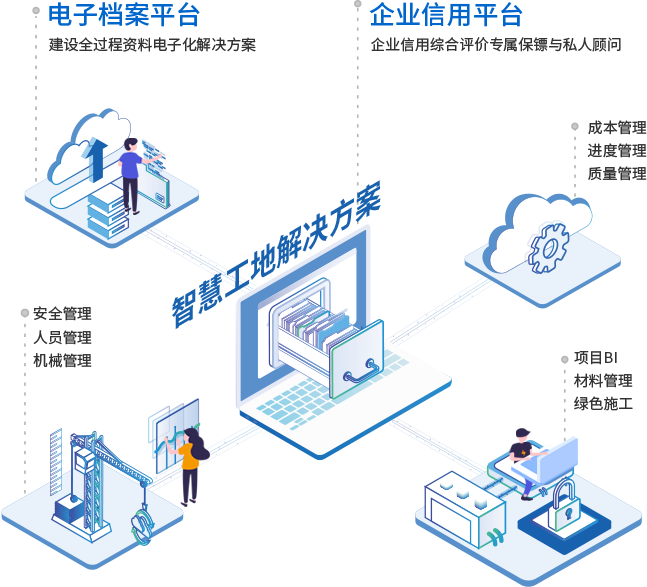 电子档案平台
建设全过程资料电子化解决方案
企业信用平台
企业信用综合评价专属保镖与私人顾问
成本管理
进度管理
质量管理
智慧工地解决方案
安全管理
人员管理
机械管理
项目BI
材料管理
绿色施工